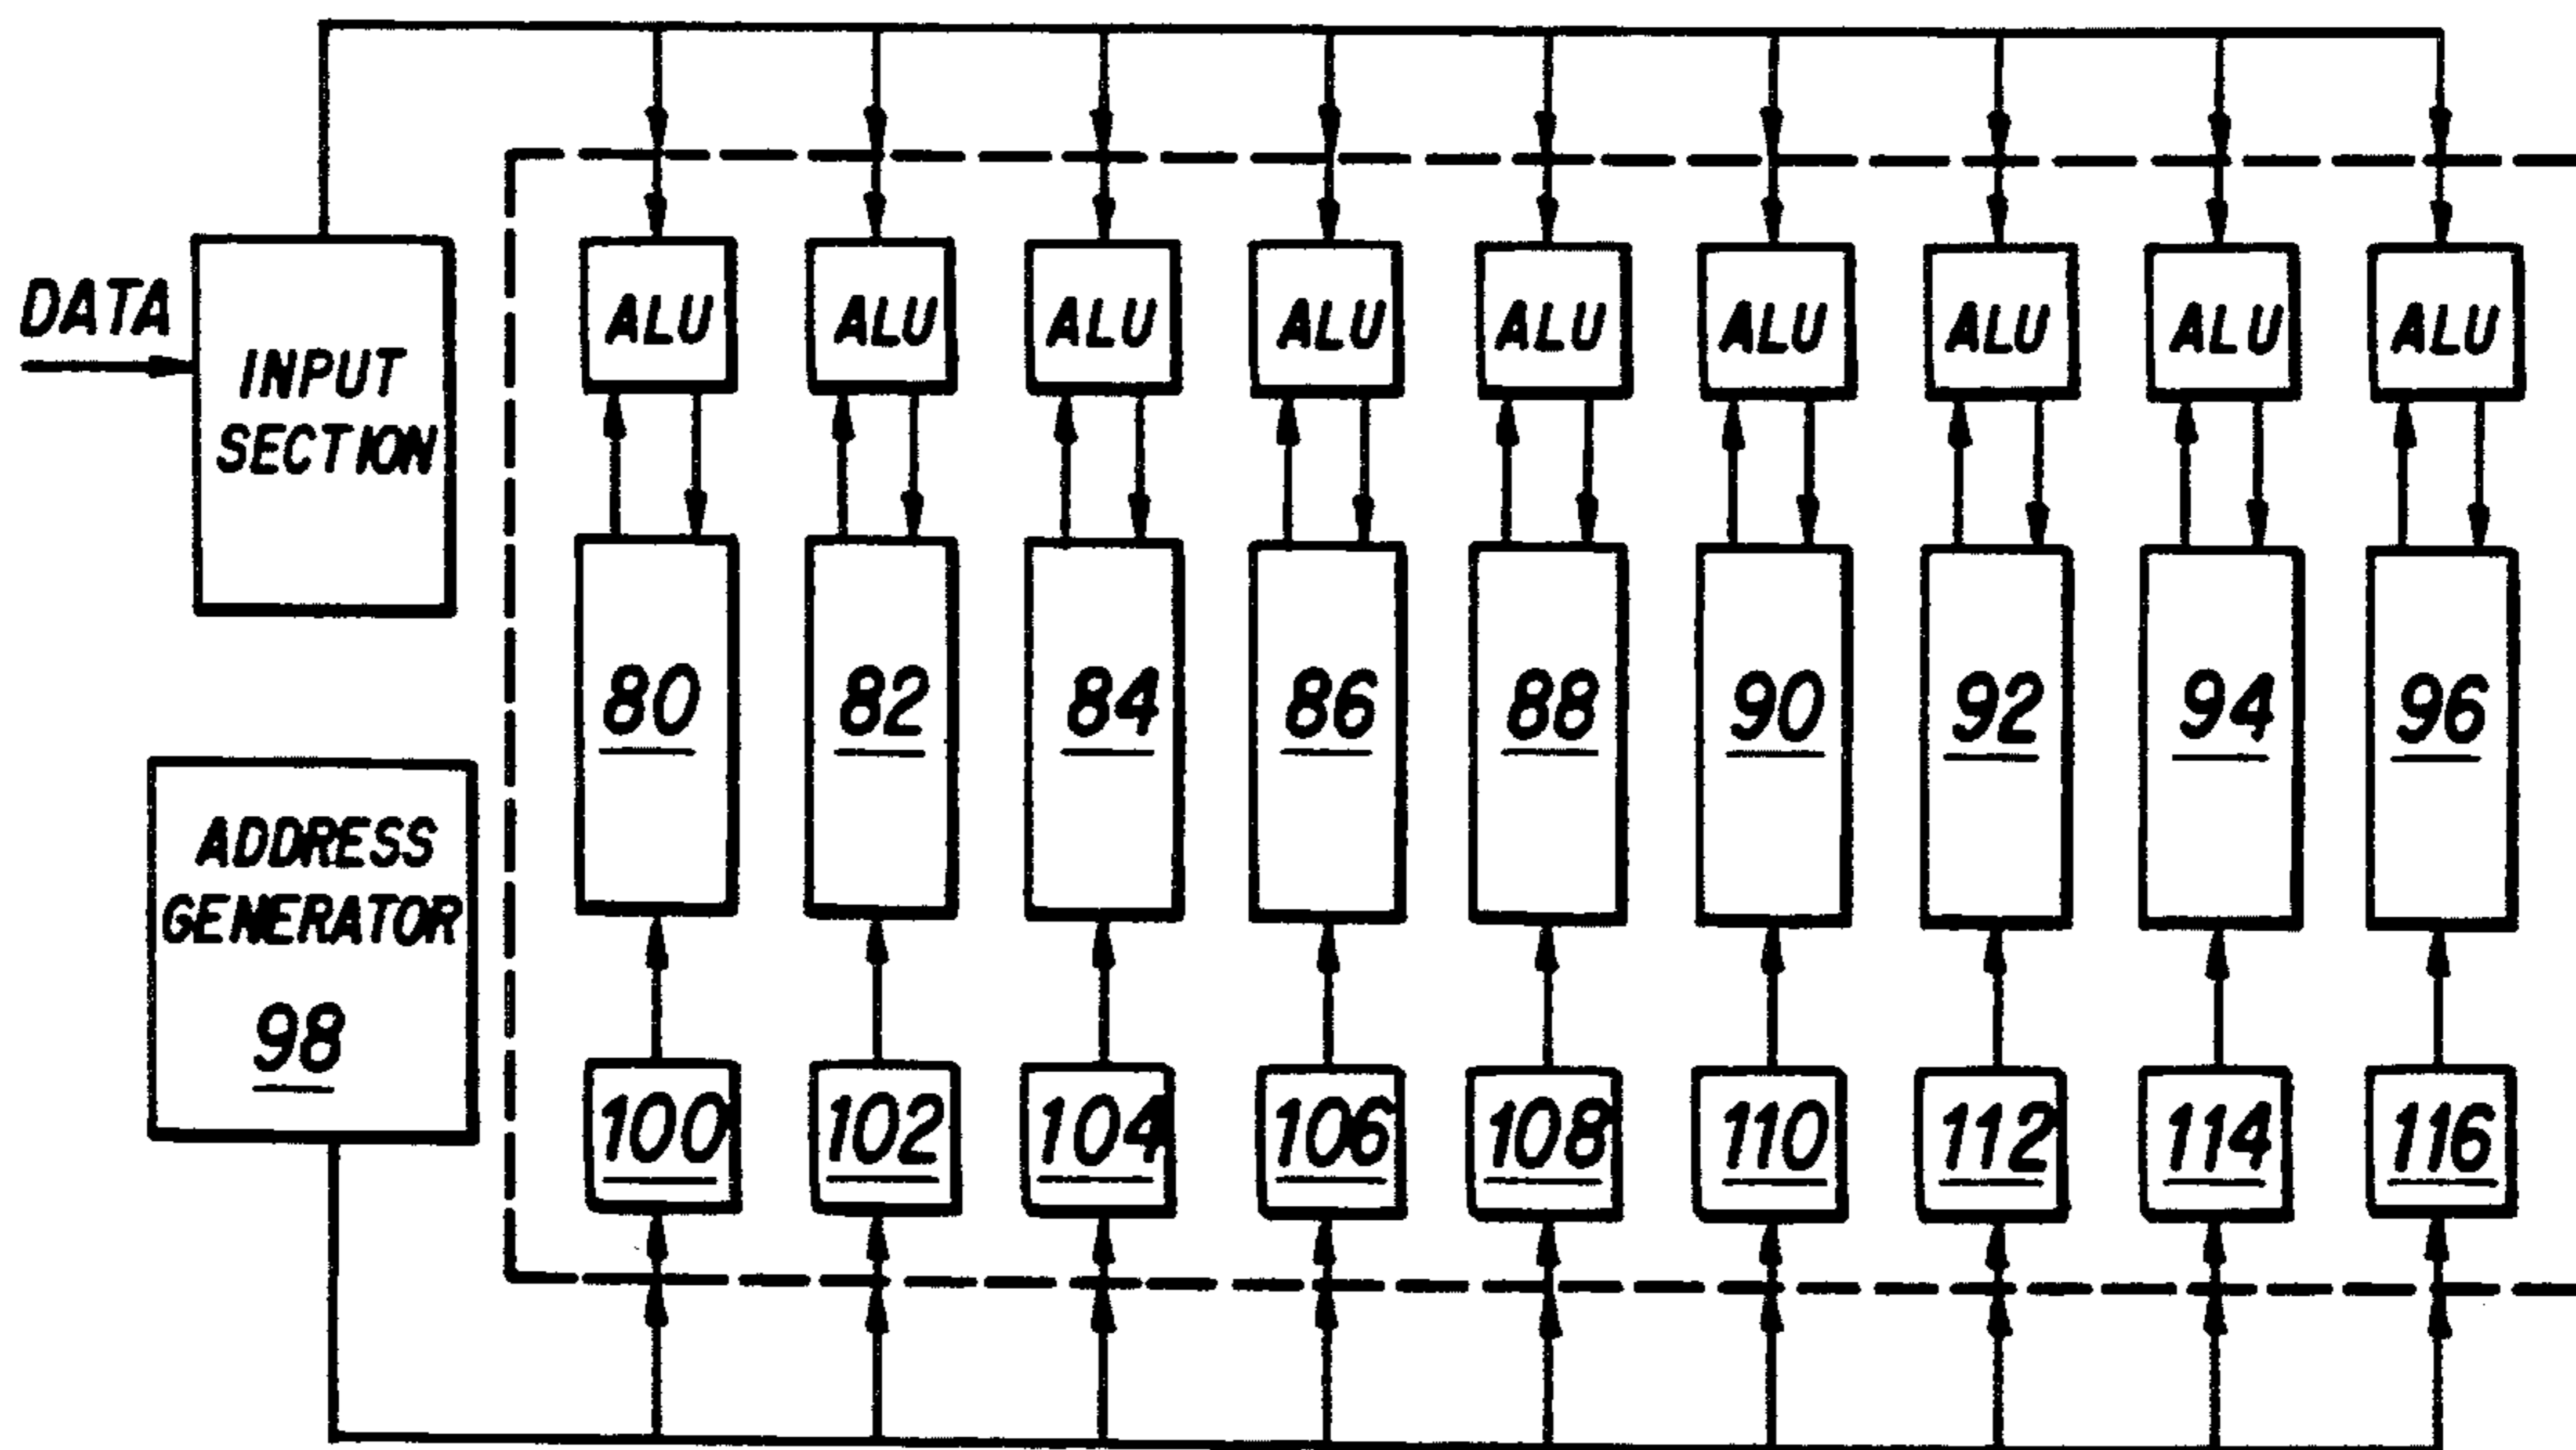 DATA
INPUT
SECTION
ALU ALU ALU ALU ALU ALU ALU ALU ALU
80 82 84 86 88 90 92 94 96
ADDRESS
GENERATOR
98
100 102 104 106 108 110 112 114 116